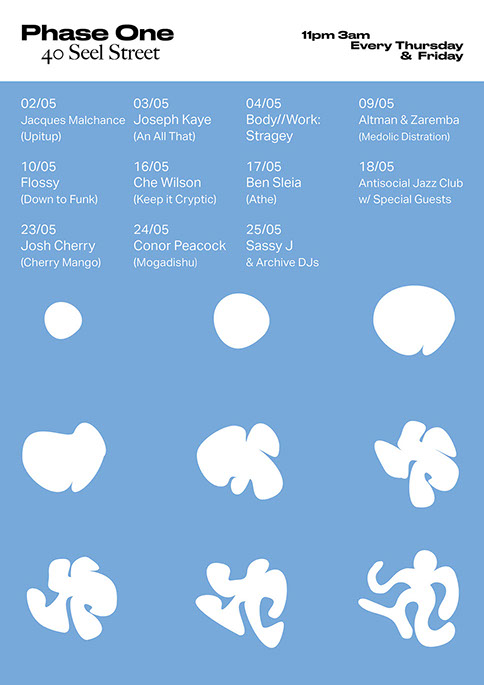 Phase One
40 Seel Street
11pm 3am
Every Thursday
& Friday
02/05
Jacques Malchance
(Upitup)
03/05
Joseph Kaye
(An All That)
04/05
Body//Work:
Stragey
09/05
Altman & Zaremba
(Medolic Distration)
10/05
Flossy
(Down to Funk)
16/05
Che Wilson
(Keep it Cryptic)
17/05
Ben Sleia
(Athe)
18/05
Antisocial Jazz Club
w/ Special Guests
23/05
Josh Cherry
(Cherry Mango)
24/05
Conor Peacock
(Mogadishu)
25/05
Sassy J
& Archive DJs